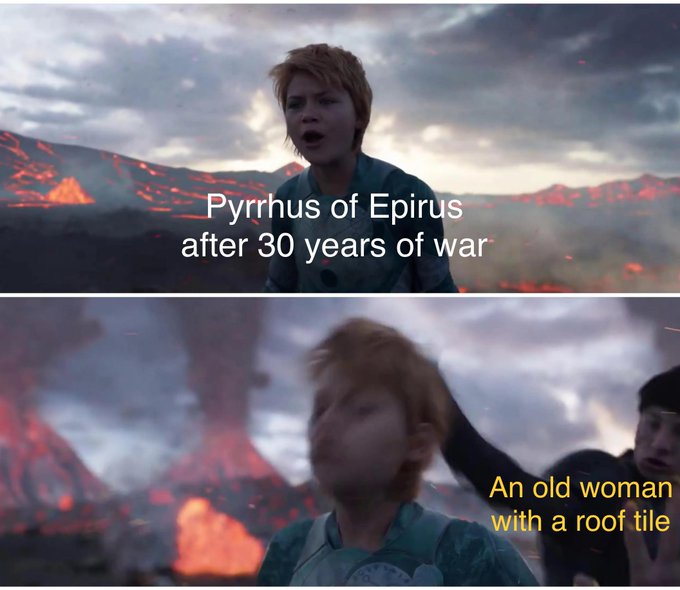 Pyrrhus of Epirus
after 30 years of war
An old woman
with a roof tile